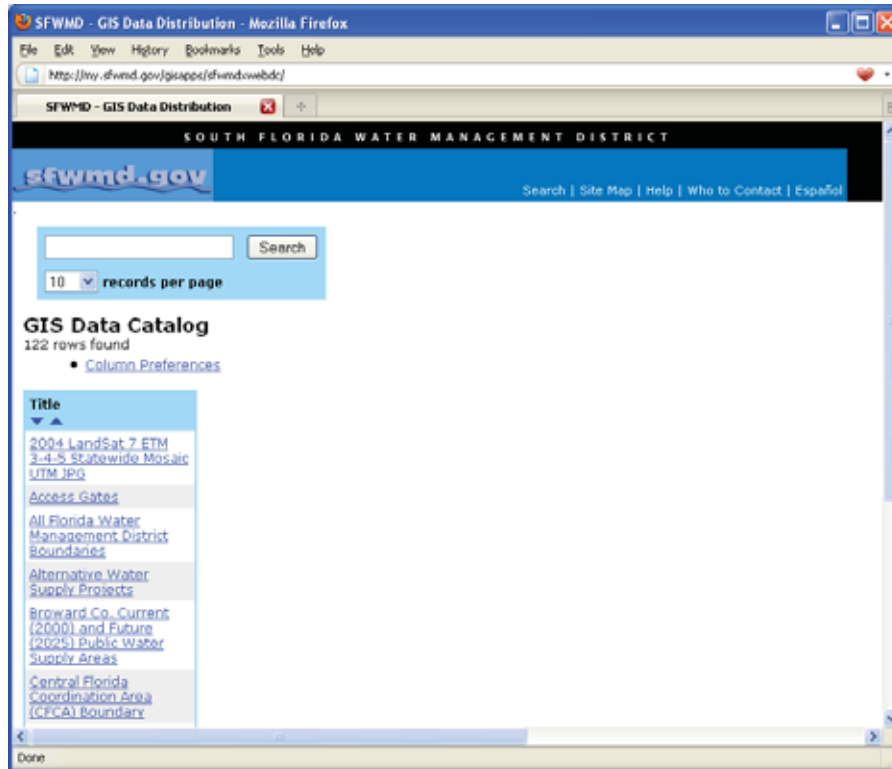 SFWMD - GIS Data Distribution - Mozilla Firefox
File Edit View History Bookmarks Tools Help
http://my.sfwmd.gov/gisapps/sfwmdxwebdc/
SFWMD - GIS Data Distribution
SOUTH FLORIDA WATER MANAGEMENT DISTRICT
sfwmd.gov
Search | Site Map | Help | Who to Contact | Español
Search
10 records per page
GIS Data Catalog
122 rows found
• Column Preferences
Title
2004 LandSat 7 ETM
3-4-5 Statewide Mosaic
UTM JPG
Access Gates
All Florida Water
Management District
Boundaries
Alternative Water
Supply Projects
Broward Co. Current
(2000) and Future
(2025) Public Water
Supply Areas
Central Florida
Coordination Area
(CFCA) Boundary
Done